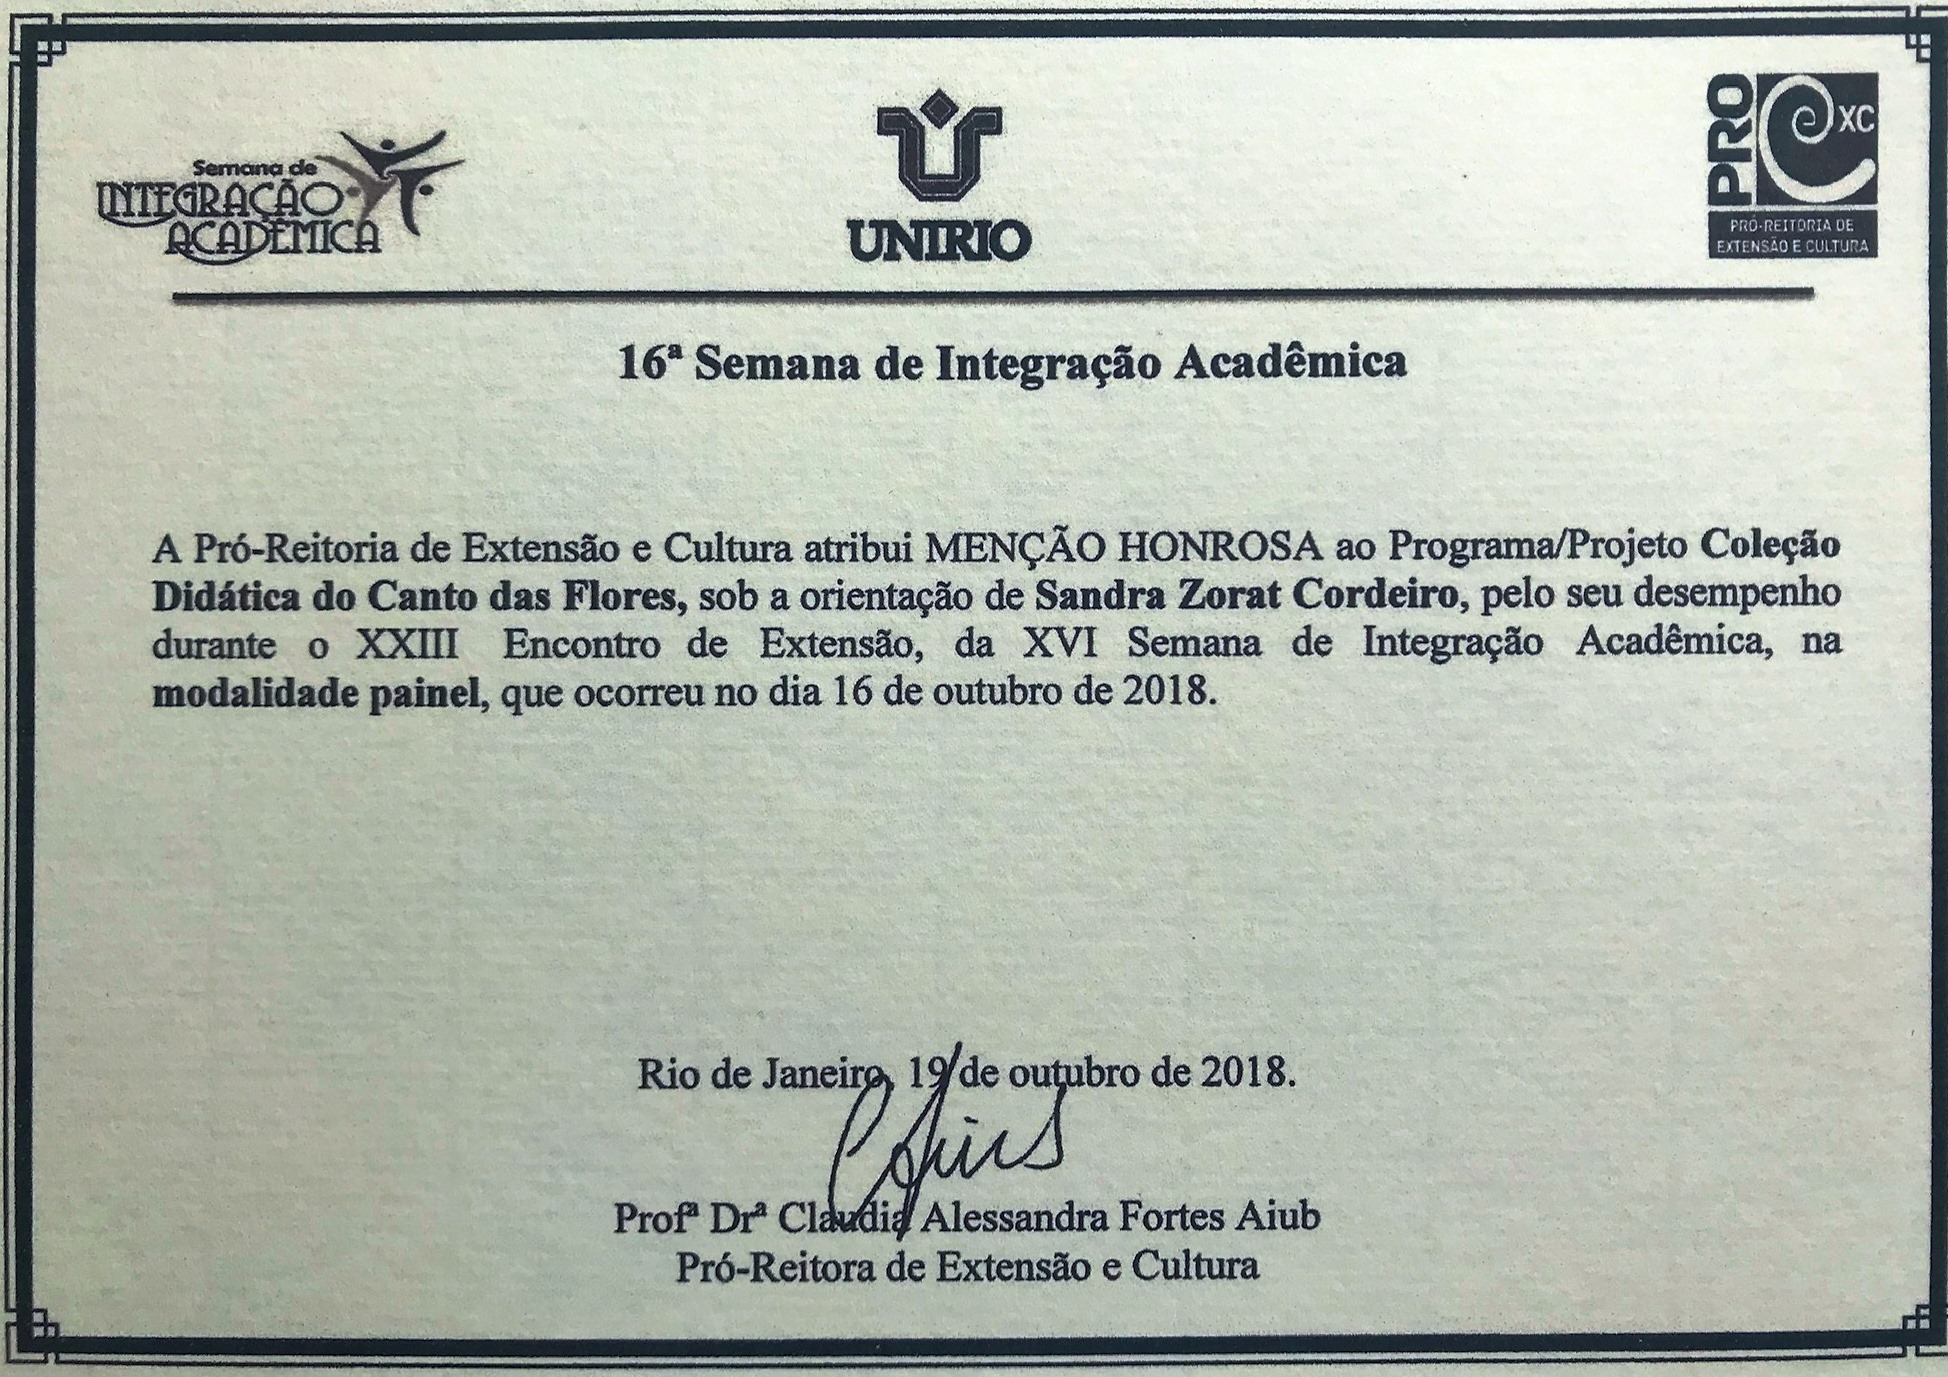 Semana de
INTEGRAÇÃO
ACADÊMICA
UNIRIO
PRO
e XC
PRÓ-REITORIA DE
EXTENSÃO E CULTURA
16ª Semana de Integração Acadêmica
A Pró-Reitoria de Extensão e Cultura atribui MENÇÃO HONROSA ao Programa/Projeto Coleção
Didática do Canto das Flores, sob a orientação de Sandra Zorat Cordeiro, pelo seu desempenho
durante o XXIII Encontro de Extensão, da XVI Semana de Integração Acadêmica, na
modalidade painel, que ocorreu no dia 16 de outubro de 2018.
Rio de Janeiro, 19 de outubro de 2018.
Profª Drª Claudia Alessandra Fortes Aiub
Pró-Reitora de Extensão e Cultura